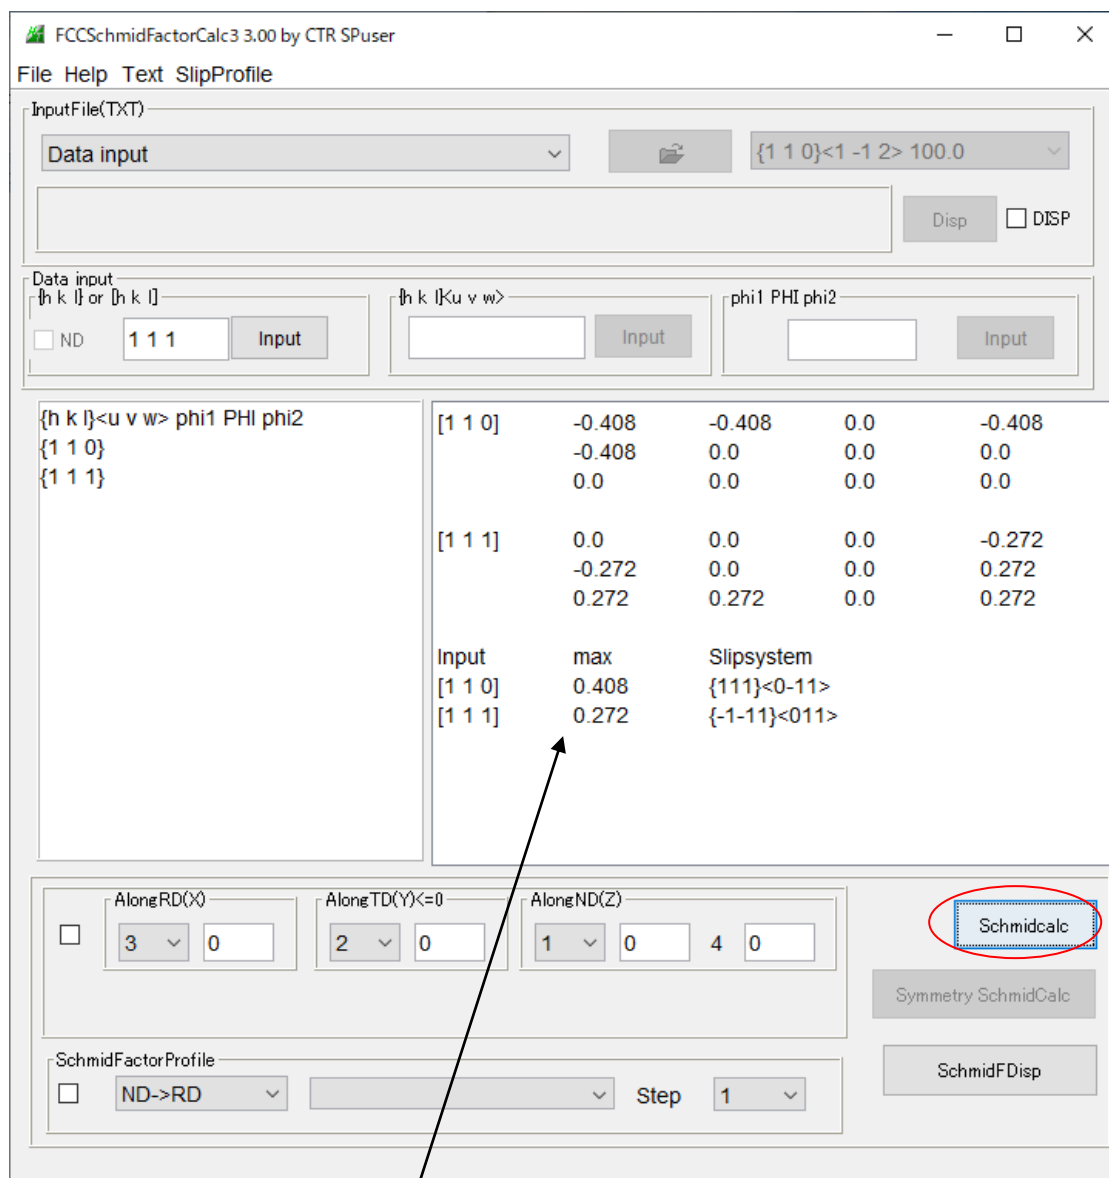 FCCSchmidFactorCalc3 3.00 by CTR SPuser
File Help Text SlipProfile
InputFile(TXT)
Data input {1 1 0}<1 -1 2> 100.0
Disp DISP
Data input
{h k l} or [h k l] {h k l}<u v w> phi1 PHI phi2
ND 1 1 1 Input Input Input
{h k l}<u v w> phi1 PHI phi2
{1 1 0}
{1 1 1}
[1 1 0] -0.408 -0.408 0.0 -0.408
-0.408 0.0 0.0 0.0
0.0 0.0 0.0 0.0
[1 1 1] 0.0 0.0 0.0 -0.272
-0.272 0.0 0.0 0.272
0.272 0.272 0.0 0.272
Input max Slipsystem
[1 1 0] 0.408 {111}<0-11>
[1 1 1] 0.272 {-1-11}<011>
AlongRD(X) AlongTD(Y)<=0 AlongND(Z)
3 0 2 0 1 0 4 0
Schmidcalc
Symmetry SchmidCalc
SchmidFactorProfile
ND->RD Step 1
SchmidFDisp